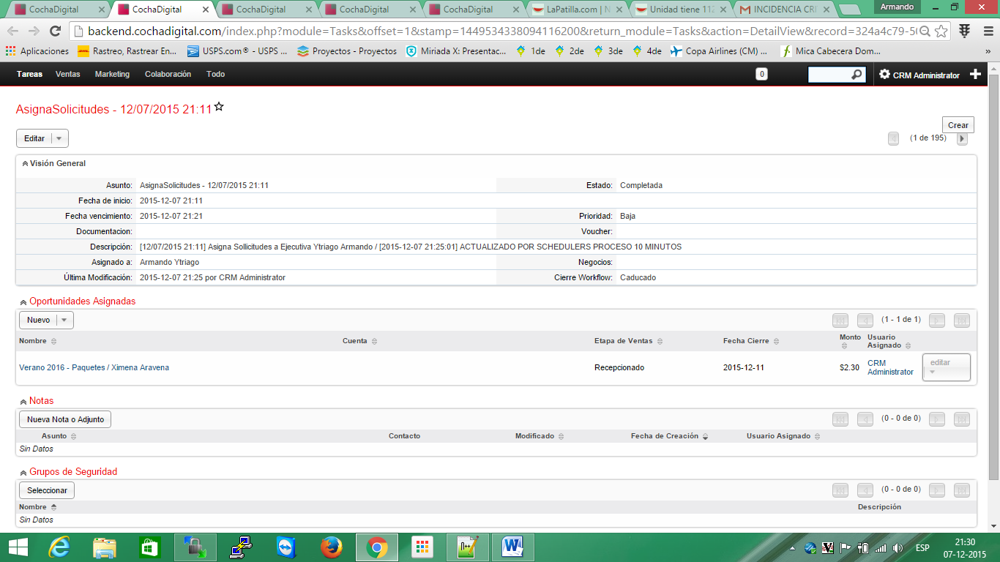 CochaDigital CochaDigital CochaDigital CochaDigital CochaDigital LaPatilla.com | N Unidad tiene 112 INCIDENCIA CRM Armando
backend.cochadigital.com/index.php?module=Tasks&offset=1&stamp=1449534338094116200&return_module=Tasks&action=DetailView&record=324a4c79-50
Aplicaciones Rastreo, Rastrear En... USPS.com® - USPS ... Proyectos - Proyectos Miriada X: Presentac... 1de 2de 3de 4de Copa Airlines (CM) ... Mica Cabecera Dom... »
Tareas Ventas Marketing Colaboración Todo 0 CRM Administrator
AsignaSolicitudes - 12/07/2015 21:11
Crear
Editar (1 de 195)
Visión General
Asunto: AsignaSolicitudes - 12/07/2015 21:11 Estado: Completada
Fecha de inicio: 2015-12-07 21:11
Fecha vencimiento: 2015-12-07 21:21 Prioridad: Baja
Documentacion: Voucher:
Descripción: [12/07/2015 21:11] Asigna Sollicitudes a Ejecutiva Ytriago Armando / [2015-12-07 21:25:01] ACTUALIZADO POR SCHEDULERS PROCESO 10 MINUTOS
Asignado a: Armando Ytriago Negocios:
Última Modificación: 2015-12-07 21:25 por CRM Administrator Cierre Workflow: Caducado
Oportunidades Asignadas
Nuevo (1 - 1 de 1)
Nombre Cuenta Etapa de Ventas Fecha Cierre Monto Usuario Asignado
Verano 2016 - Paquetes / Ximena Aravena Recepcionado 2015-12-11 $2.30 CRM Administrator editar
Notas
Nueva Nota o Adjunto (0 - 0 de 0)
Asunto Contacto Modificado Fecha de Creación Usuario Asignado
Sin Datos
Grupos de Seguridad
Seleccionar (0 - 0 de 0)
Nombre Descripción
Sin Datos
ESP 21:30
07-12-2015